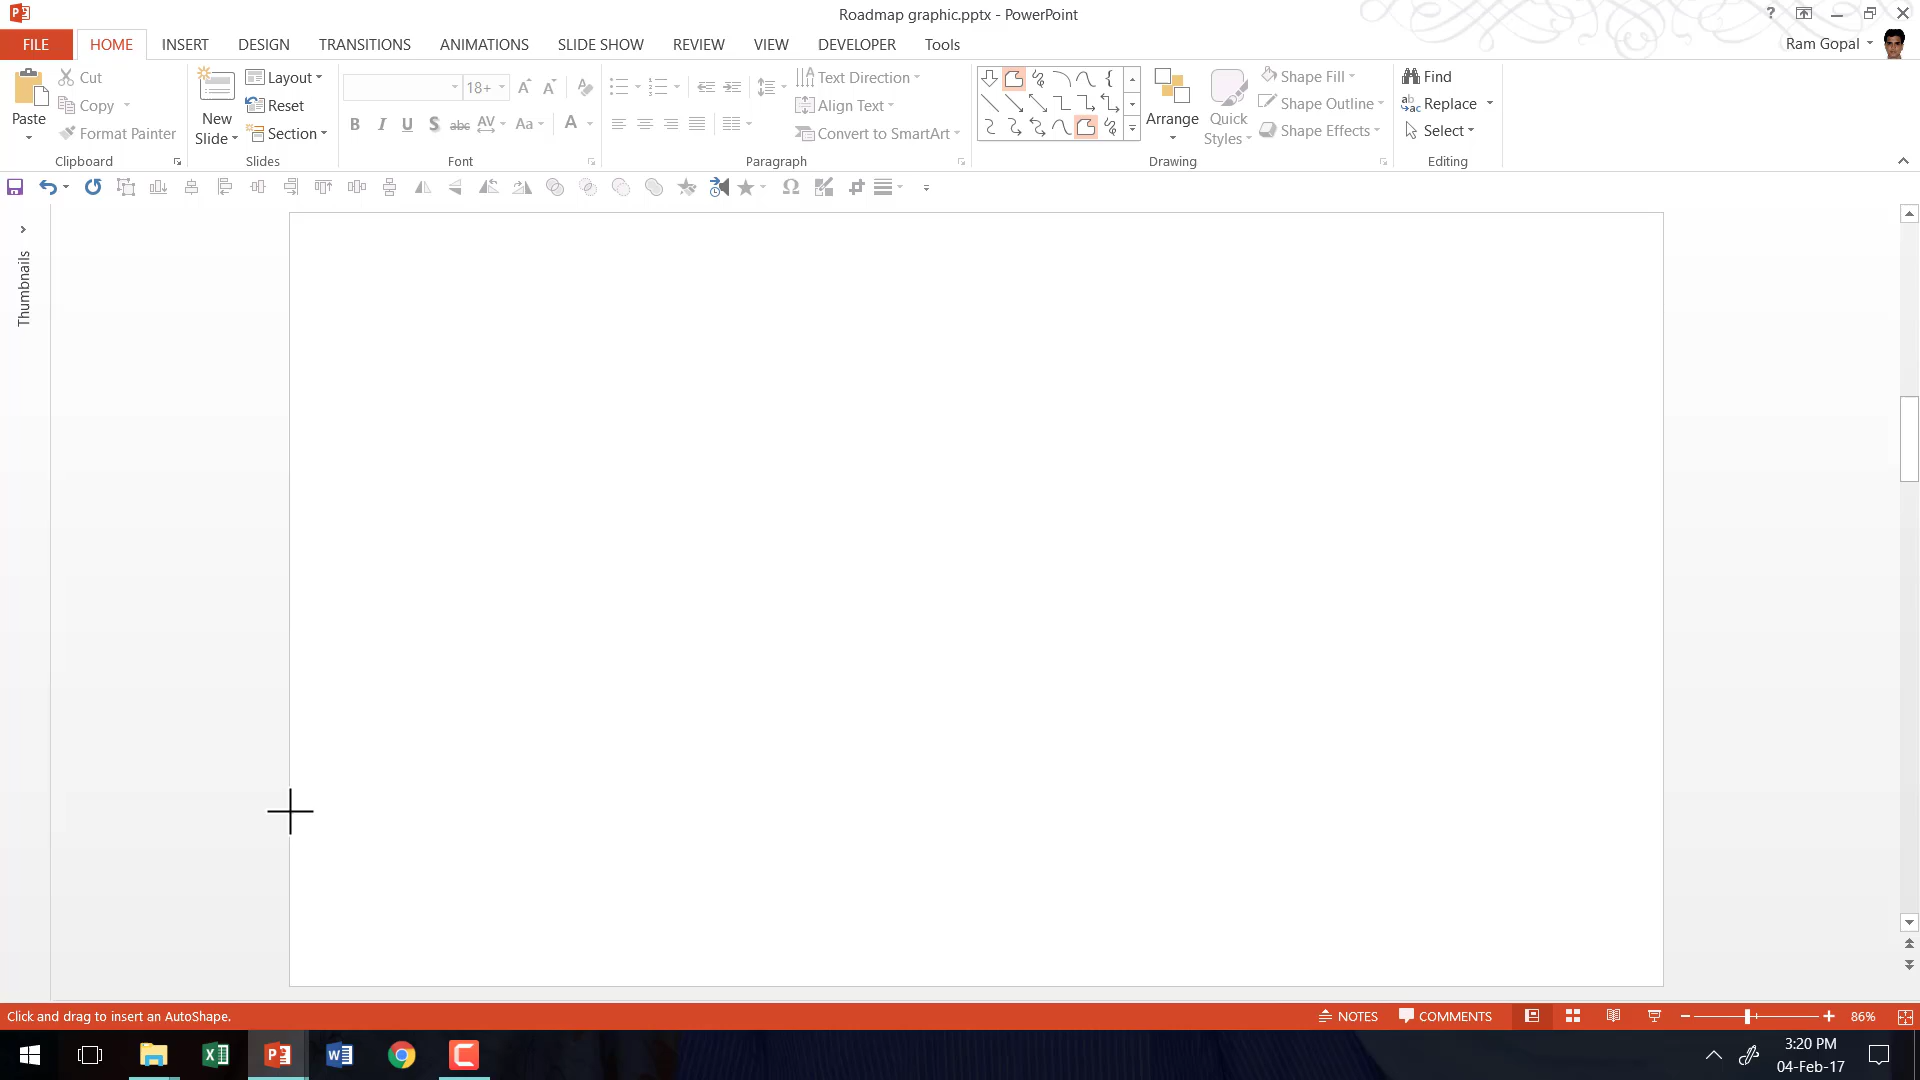 Roadmap graphic.pptx - PowerPoint
?
FILE HOME INSERT DESIGN TRANSITIONS ANIMATIONS SLIDE SHOW REVIEW VIEW DEVELOPER Tools
Ram Gopal
Paste
Cut
Copy
Format Painter
Clipboard
New
Slide
Layout
Reset
Section
Slides
18+
B I U S abc AV Aa A
Font
Text Direction
Align Text
Convert to SmartArt
Paragraph
Arrange
Quick
Styles
Shape Fill
Shape Outline
Shape Effects
Drawing
Find
Replace
Select
Editing
Thumbnails
Click and drag to insert an AutoShape.
NOTES COMMENTS 86%
3:20 PM
04-Feb-17